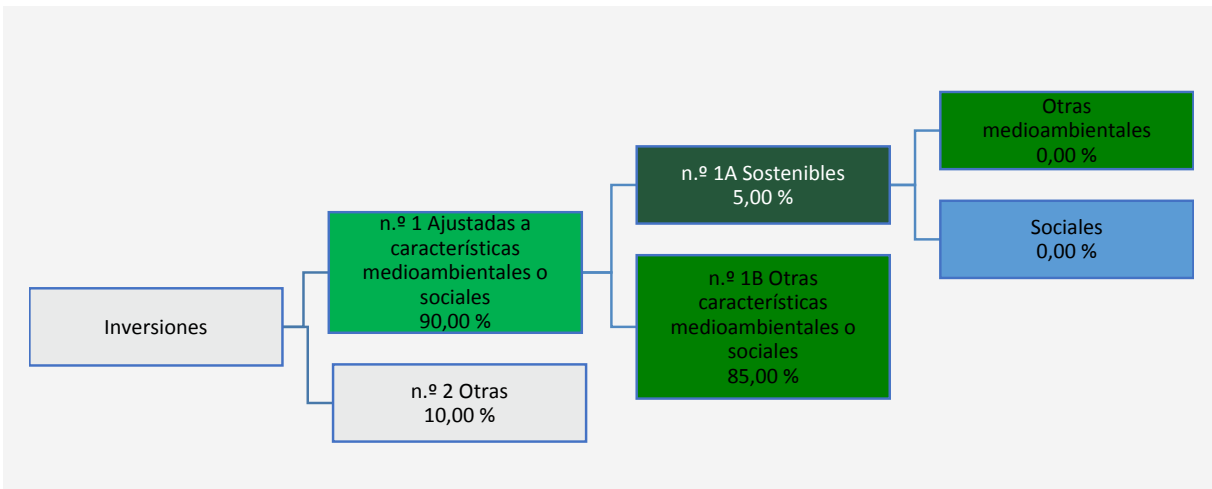 Inversiones
n.º 1 Ajustadas a
características
medioambientales o
sociales
90,00 %
n.º 2 Otras
10,00 %
n.º 1A Sostenibles
5,00 %
n.º 1B Otras
características
medioambientales o
sociales
85,00 %
Otras
medioambientales
0,00 %
Sociales
0,00 %